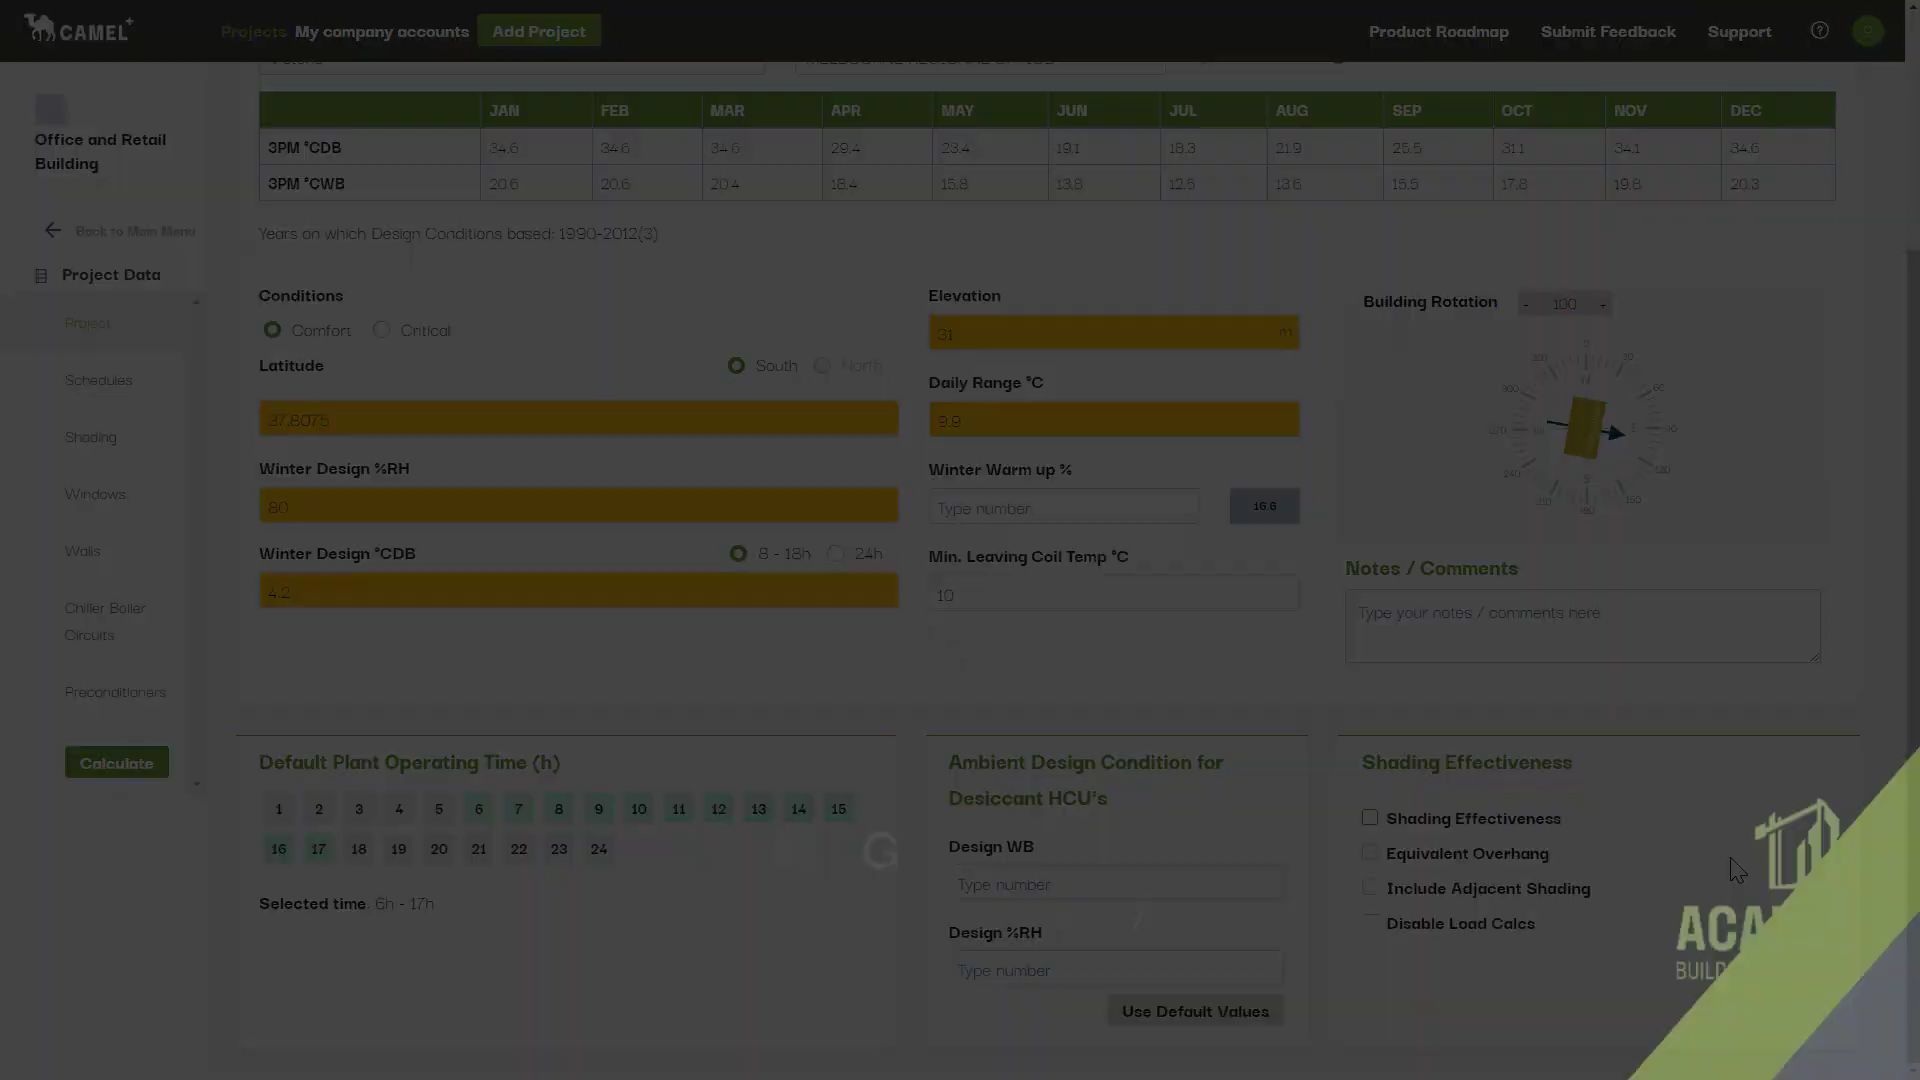 CAMEL+
Projects My company accounts Add Project
Product Roadmap Submit Feedback Support
Office and Retail
Building
Back to Main Menu
Project Data
Project
Schedules
Shading
Windows
Walls
Chiller Boiler
Circuits
Preconditioners
Calculate
JAN FEB MAR APR MAY JUN JUL AUG SEP OCT NOV DEC
3PM °CDB 34.6 34.6 34.6 29.4 23.4 19.1 18.3 21.9 25.5 31.1 34.1 34.6
3PM °CWB 20.6 20.6 20.4 18.4 15.8 13.8 12.5 13.6 15.5 17.8 19.8 20.3
Years on which Design Conditions based: 1990-2012(3)
Conditions
Comfort Critical
Latitude South North
37.8075
Winter Design %RH
80
Winter Design °CDB 8 - 18h 24h
4.2
Elevation
31 m
Daily Range °C
9.9
Winter Warm up %
Type number 16.6
Min. Leaving Coil Temp °C
10
Building Rotation - 100 -
Notes / Comments
Type your notes / comments here
Default Plant Operating Time (h)
1 2 3 4 5 6 7 8 9 10 11 12 13 14 15
16 17 18 19 20 21 22 23 24
Selected time: 6h - 17h
G
Ambient Design Condition for
Desiccant HCU's
Design WB
Type number
Design %RH
Type number
Use Default Values
Shading Effectiveness
Shading Effectiveness
Equivalent Overhang
Include Adjacent Shading
Disable Load Calcs
ACA
BUILD